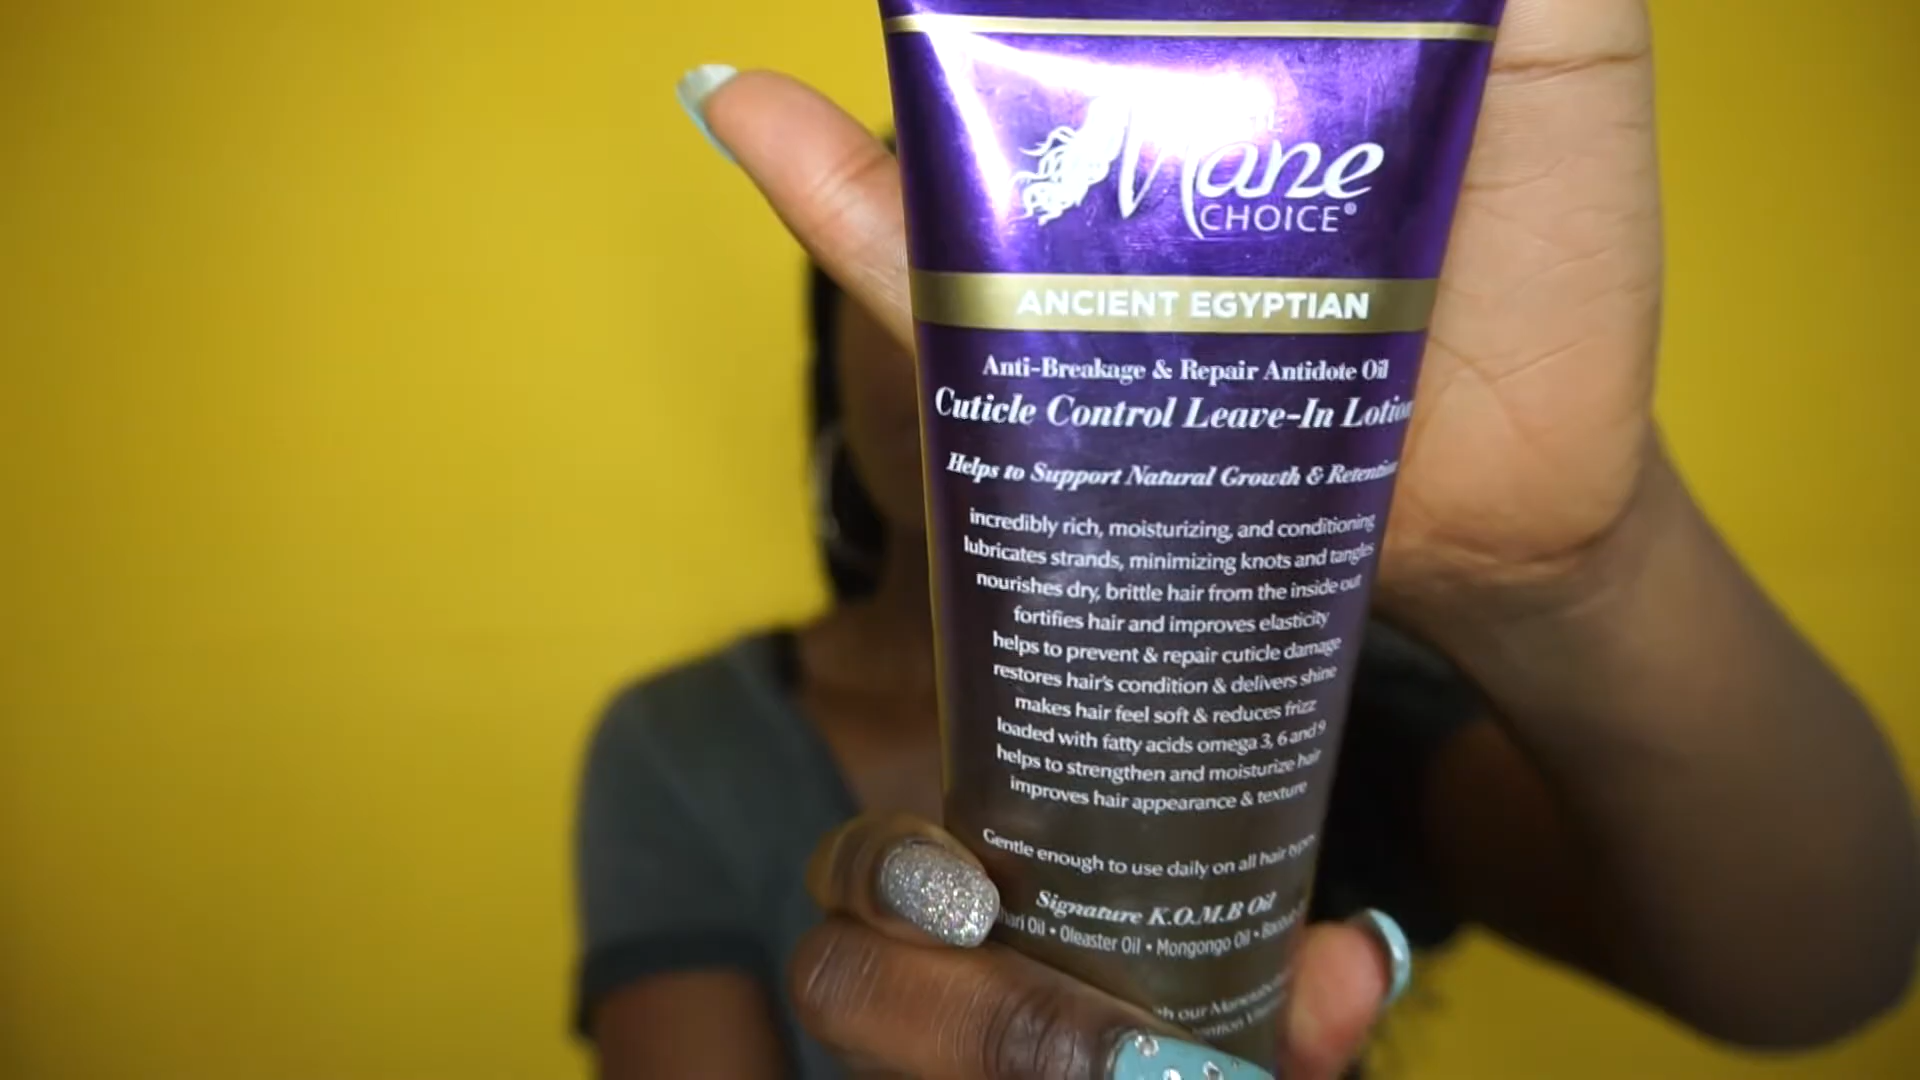 Mane
CHOICE®
ANCIENT EGYPTIAN
Anti-Breakage & Repair Antidote Oil
Cuticle Control Leave-In Lotion
Helps to Support Natural Growth & Retention
incredibly rich, moisturizing, and conditioning
lubricates strands, minimizing knots and tangles
nourishes dry, brittle hair from the inside out
fortifies hair and improves elasticity
helps to prevent & repair cuticle damage
restores hair's condition & delivers shine
makes hair feel soft & reduces frizz
loaded with fatty acids omega 3, 6 and 9
helps to strengthen and moisturize hair
improves hair appearance & texture
Gentle enough to use daily on all hair types
Signature K.O.M.B Oil
Oil • Oleaster Oil • Mongongo Oil •
our